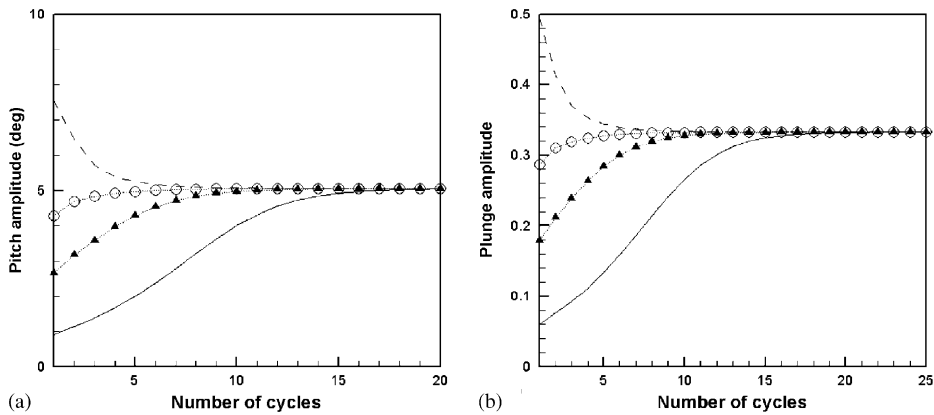 10
5
0
Pitch amplitude (deg)
5 10 15 20
(a) Number of cycles
0.5
0.4
0.3
0.2
0.1
0
Plunge amplitude
5 10 15 20 25
(b) Number of cycles